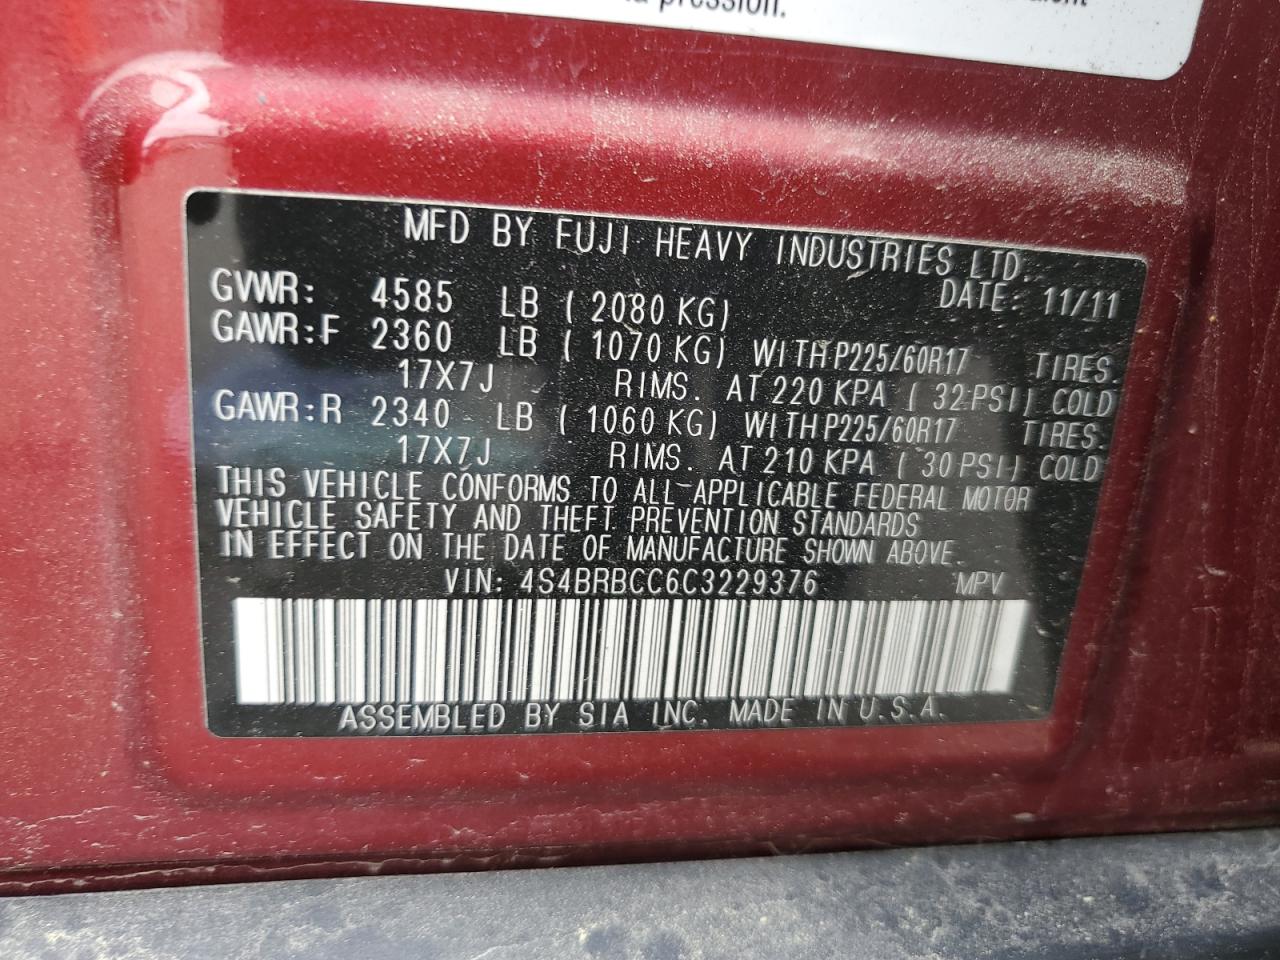 la pression.
MFD BY FUJI HEAVY INDUSTRIES LTD.
DATE: 11/11
GVWR: 4585 LB ( 2080 KG)
GAWR:F 2360 LB ( 1070 KG) WITH P225/60R17 TIRES.
17X7J RIMS. AT 220 KPA ( 32 PSI) COLD
GAWR:R 2340 LB ( 1060 KG) WITH P225/60R17 TIRES.
17X7J RIMS. AT 210 KPA ( 30 PSI) COLD
THIS VEHICLE CONFORMS TO ALL APPLICABLE FEDERAL MOTOR
VEHICLE SAFETY AND THEFT PREVENTION STANDARDS
IN EFFECT ON THE DATE OF MANUFACTURE SHOWN ABOVE.
VIN: 4S4BRBCC6C3229376 MPV
ASSEMBLED BY SIA INC. MADE IN U.S.A.